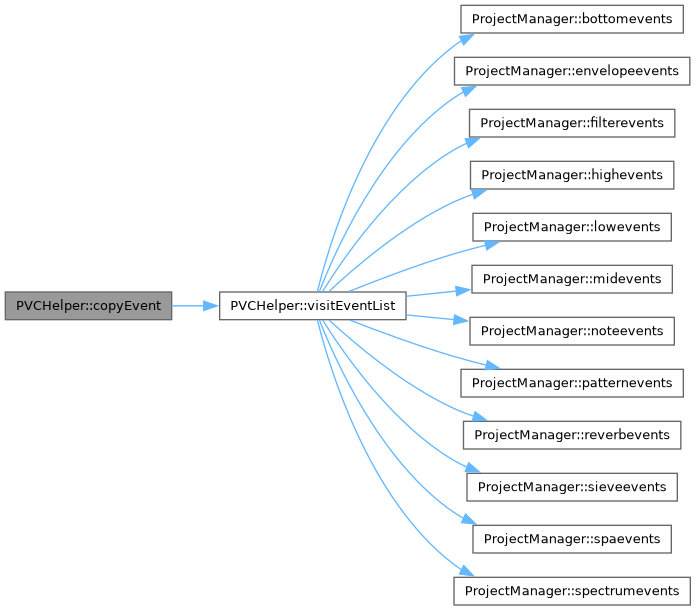 ProjectManager::bottomevents
ProjectManager::envelopeevents
ProjectManager::filterevents
ProjectManager::highevents
ProjectManager::lowevents
ProjectManager::midevents
PVCHelper::copyEvent
PVCHelper::visitEventList
ProjectManager::noteevents
ProjectManager::patternevents
ProjectManager::reverbevents
ProjectManager::sieveevents
ProjectManager::spaevents
ProjectManager::spectrumevents